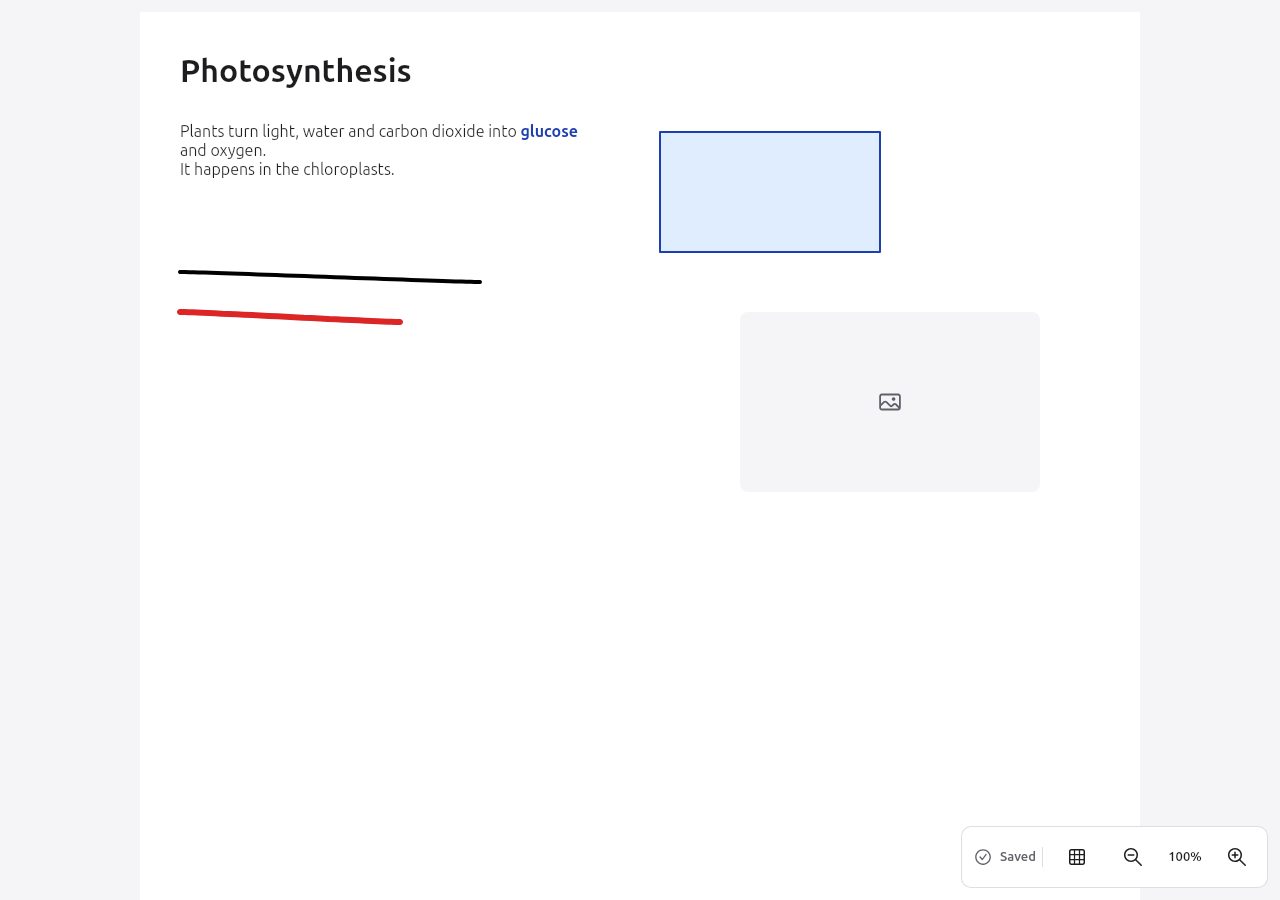 Photosynthesis
Plants turn light, water and carbon dioxide into glucose
and oxygen.
It happens in the chloroplasts.
Saved
100%